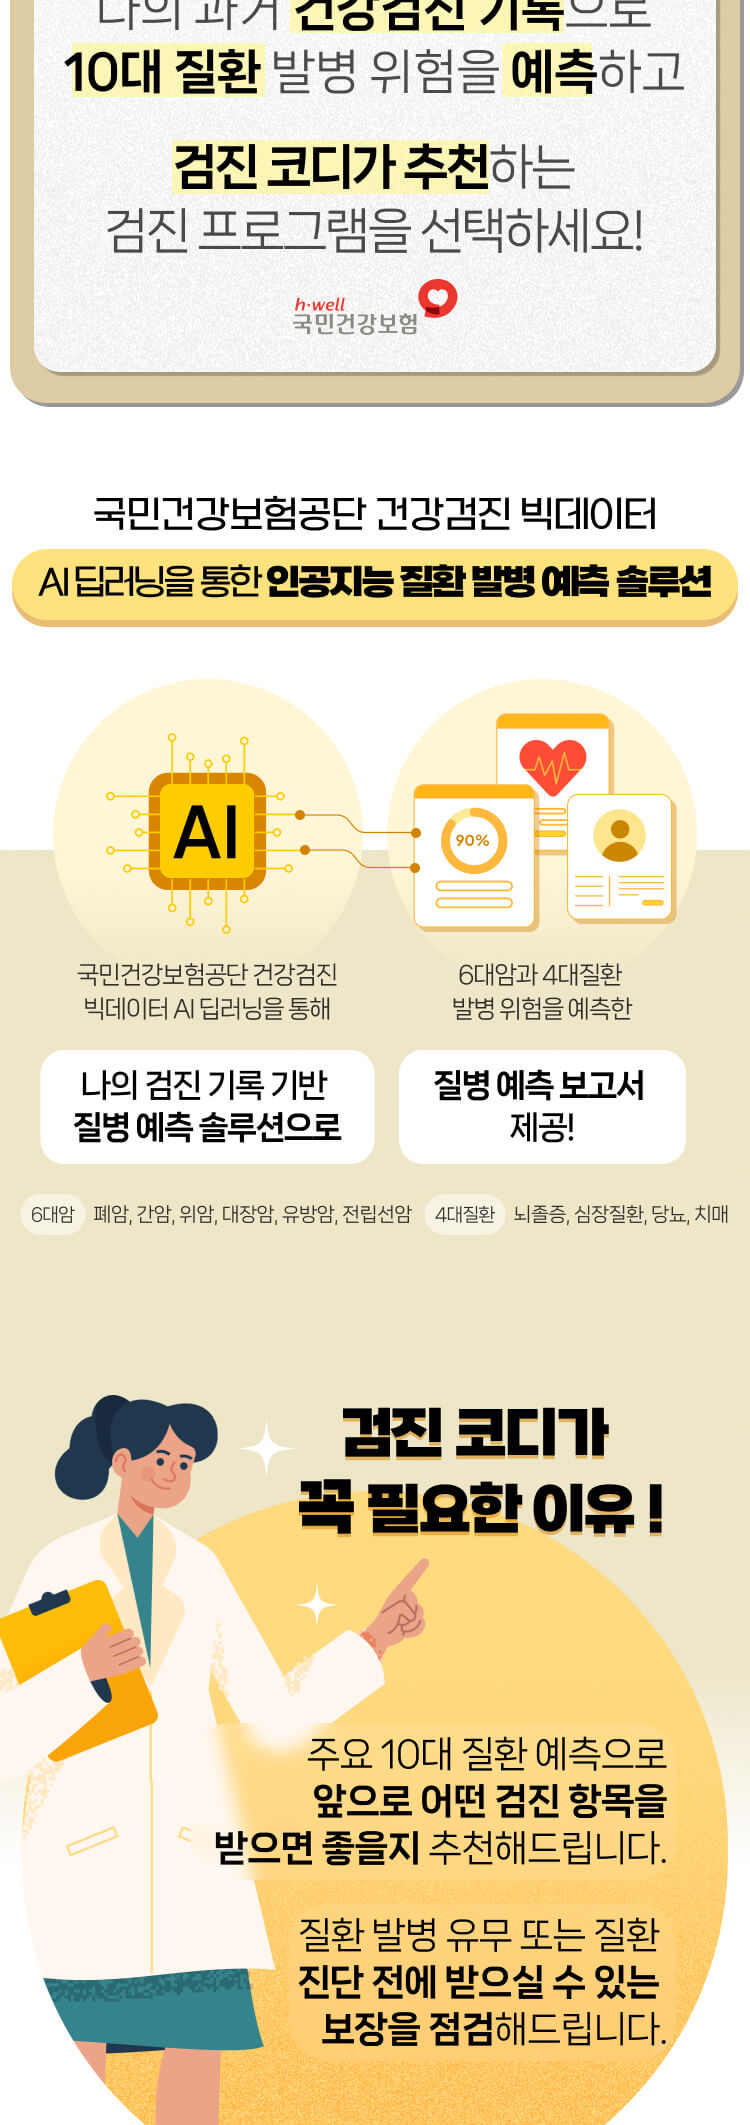 나의 과거 건강검진 기록으로
10대 질환 발병 위험을 예측하고
검진 코디가 추천하는
검진 프로그램을 선택하세요!
h·well
국민건강보험
국민건강보험공단 건강검진 빅데이터
AI 딥러닝을 통한 인공지능 질환 발병 예측 솔루션
AI
90%
국민건강보험공단 건강검진
빅데이터 AI 딥러닝을 통해
6대암과 4대질환
발병 위험을 예측한
나의 검진 기록 기반
질병 예측 솔루션으로
질병 예측 보고서
제공!
6대암 폐암, 간암, 위암, 대장암, 유방암, 전립선암
4대질환 뇌졸증, 심장질환, 당뇨, 치매
검진 코디가
꼭 필요한 이유!
주요 10대 질환 예측으로
앞으로 어떤 검진 항목을
받으면 좋을지 추천해드립니다.
질환 발병 유무 또는 질환
진단 전에 받으실 수 있는
보장을 점검해드립니다.